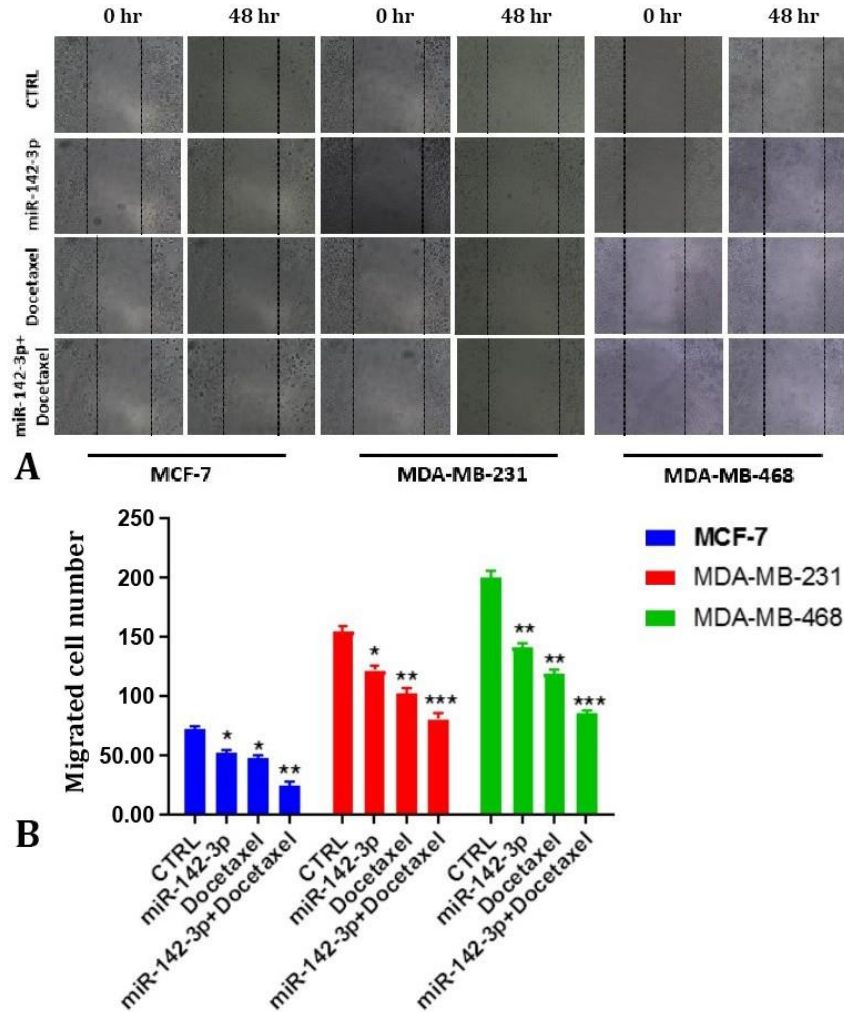 0 hr 48 hr 0 hr 48 hr 0 hr 48 hr
CTRL
miR-142-3p
Docetaxel
miR-142-3p+
Docetaxel
A
MCF-7 MDA-MB-231 MDA-MB-468
250
200
150
100
50.00
0.00
Migrated cell number
* * **
* ** ***
** ** ***
MCF-7
MDA-MB-231
MDA-MB-468
B
CTRL
miR-142-3p
Docetaxel
miR-142-3p+Docetaxel
CTRL
miR-142-3p
Docetaxel
miR-142-3p+Docetaxel
CTRL
miR-142-3p
Docetaxel
miR-142-3p+Docetaxel